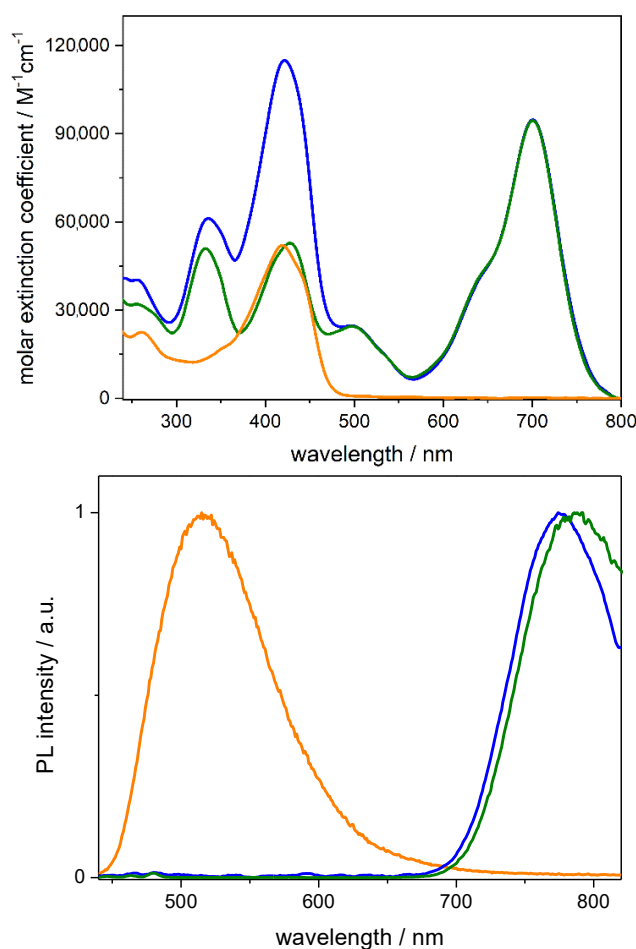 120,000
90,000
60,000
30,000
0
molar extinction coefficient / M⁻¹cm⁻¹
300 400 500 600 700 800
wavelength / nm
1
0
PL intensity / a.u.
500 600 700 800
wavelength / nm